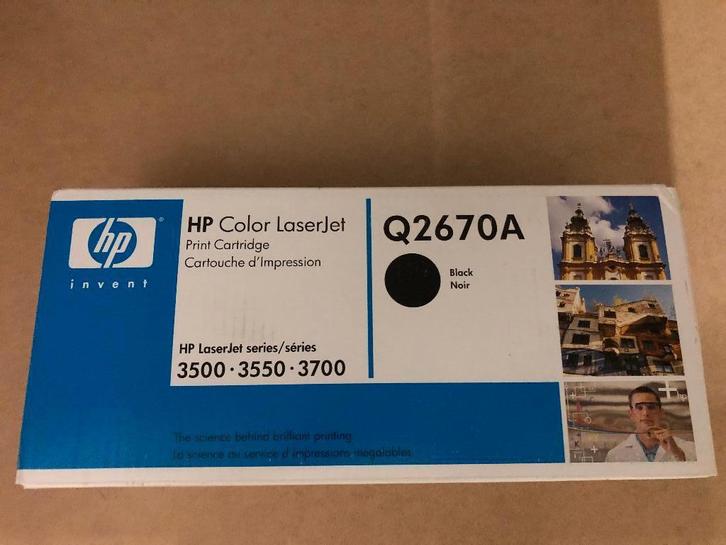 hp
invent
HP Color LaserJet
Print Cartridge
Cartouche d'Impression
HP LaserJet series/séries
3500 · 3550 · 3700
Q2670A
Black
Noir
The science behind brilliant printing
La science au service d'impressions inégalables